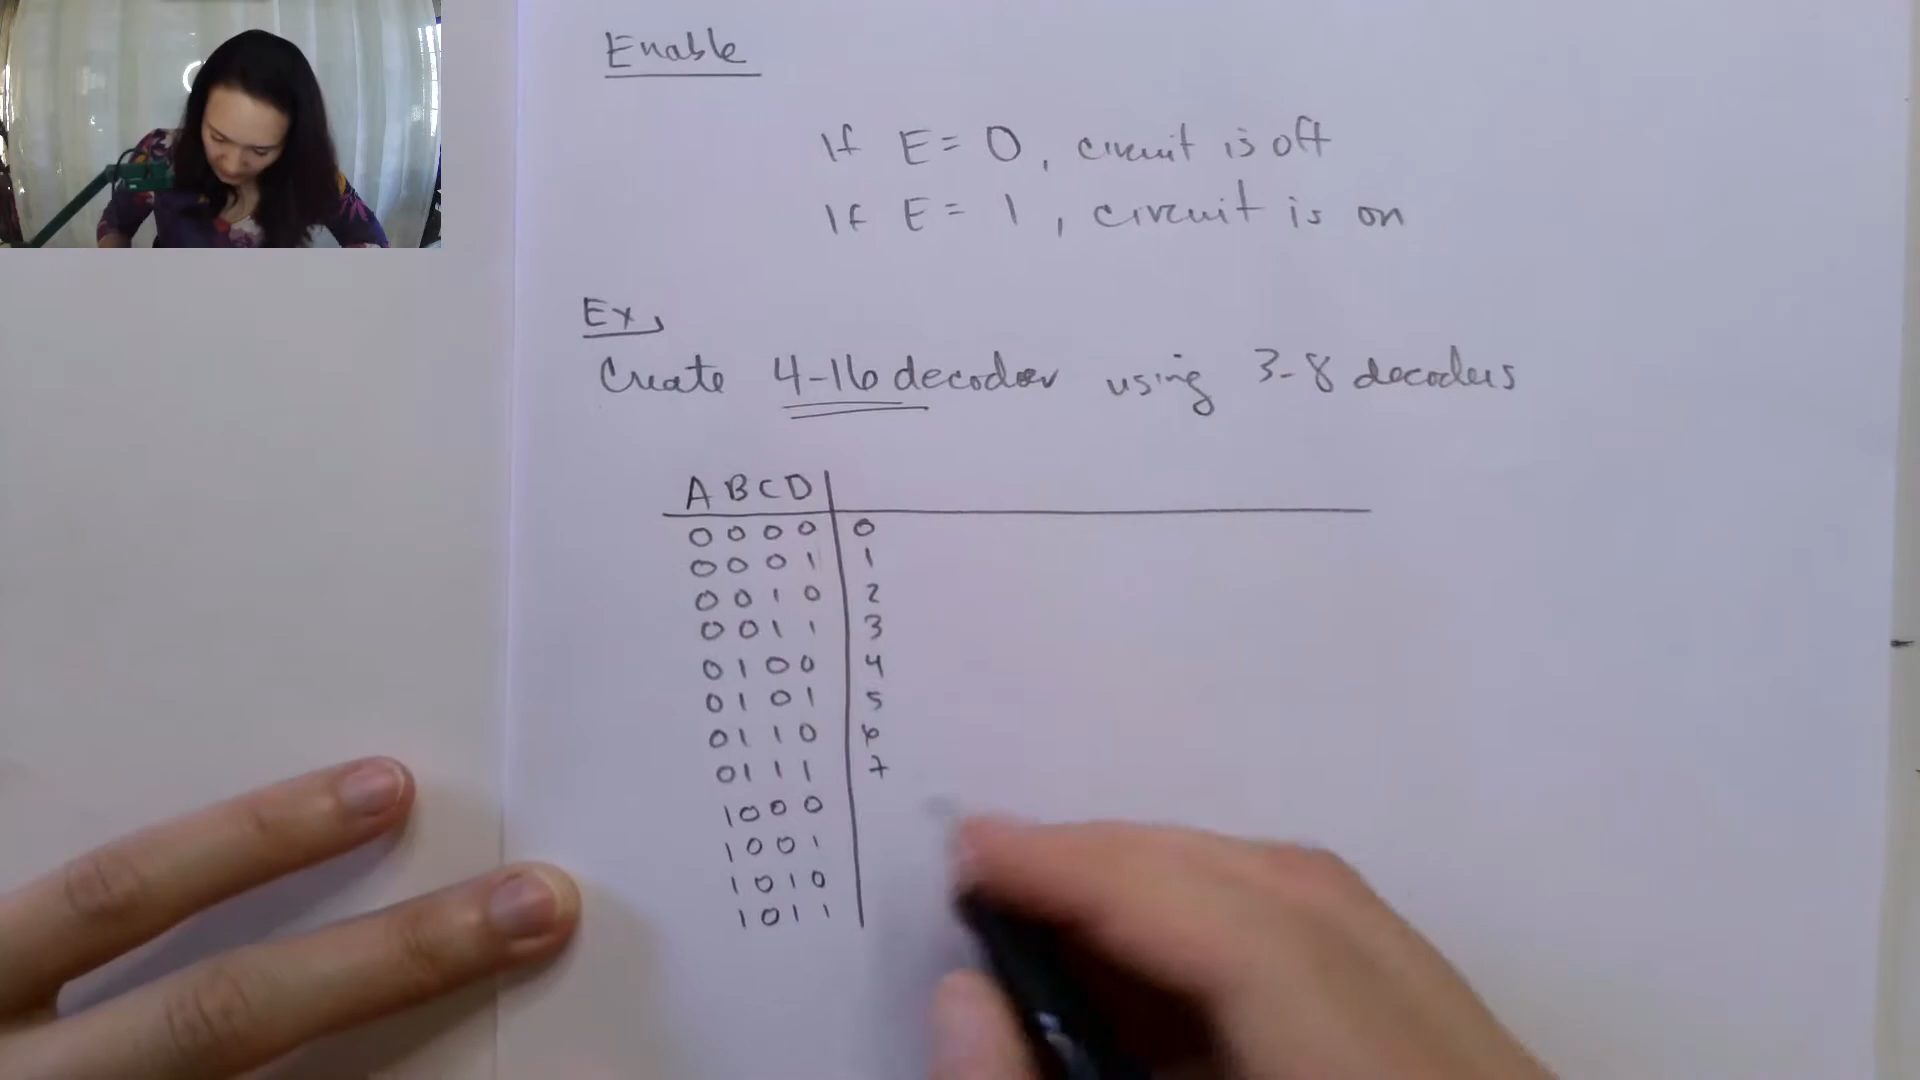 Enable
If E = 0, circuit is off
If E = 1, circuit is on
Ex,
Create 4-16 decoder using 3-8 decoders
A B C D
0 0 0 0 0
0 0 0 1 1
0 0 1 0 2
0 0 1 1 3
0 1 0 0 4
0 1 0 1 5
0 1 1 0 6
0 1 1 1 7
1 0 0 0
1 0 0 1
1 0 1 0
1 0 1 1